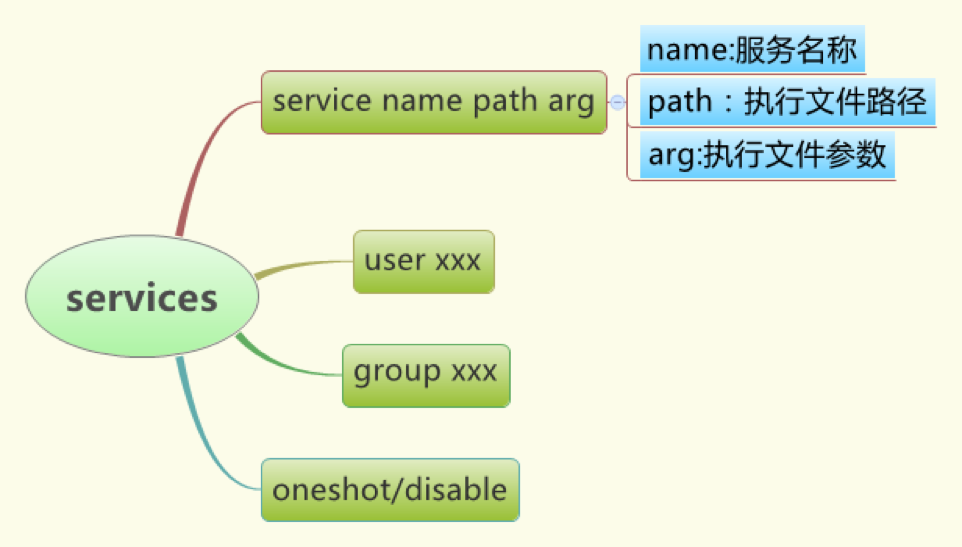 services
service name path arg
name:服务名称
path：执行文件路径
arg:执行文件参数
user xxx
group xxx
oneshot/disable